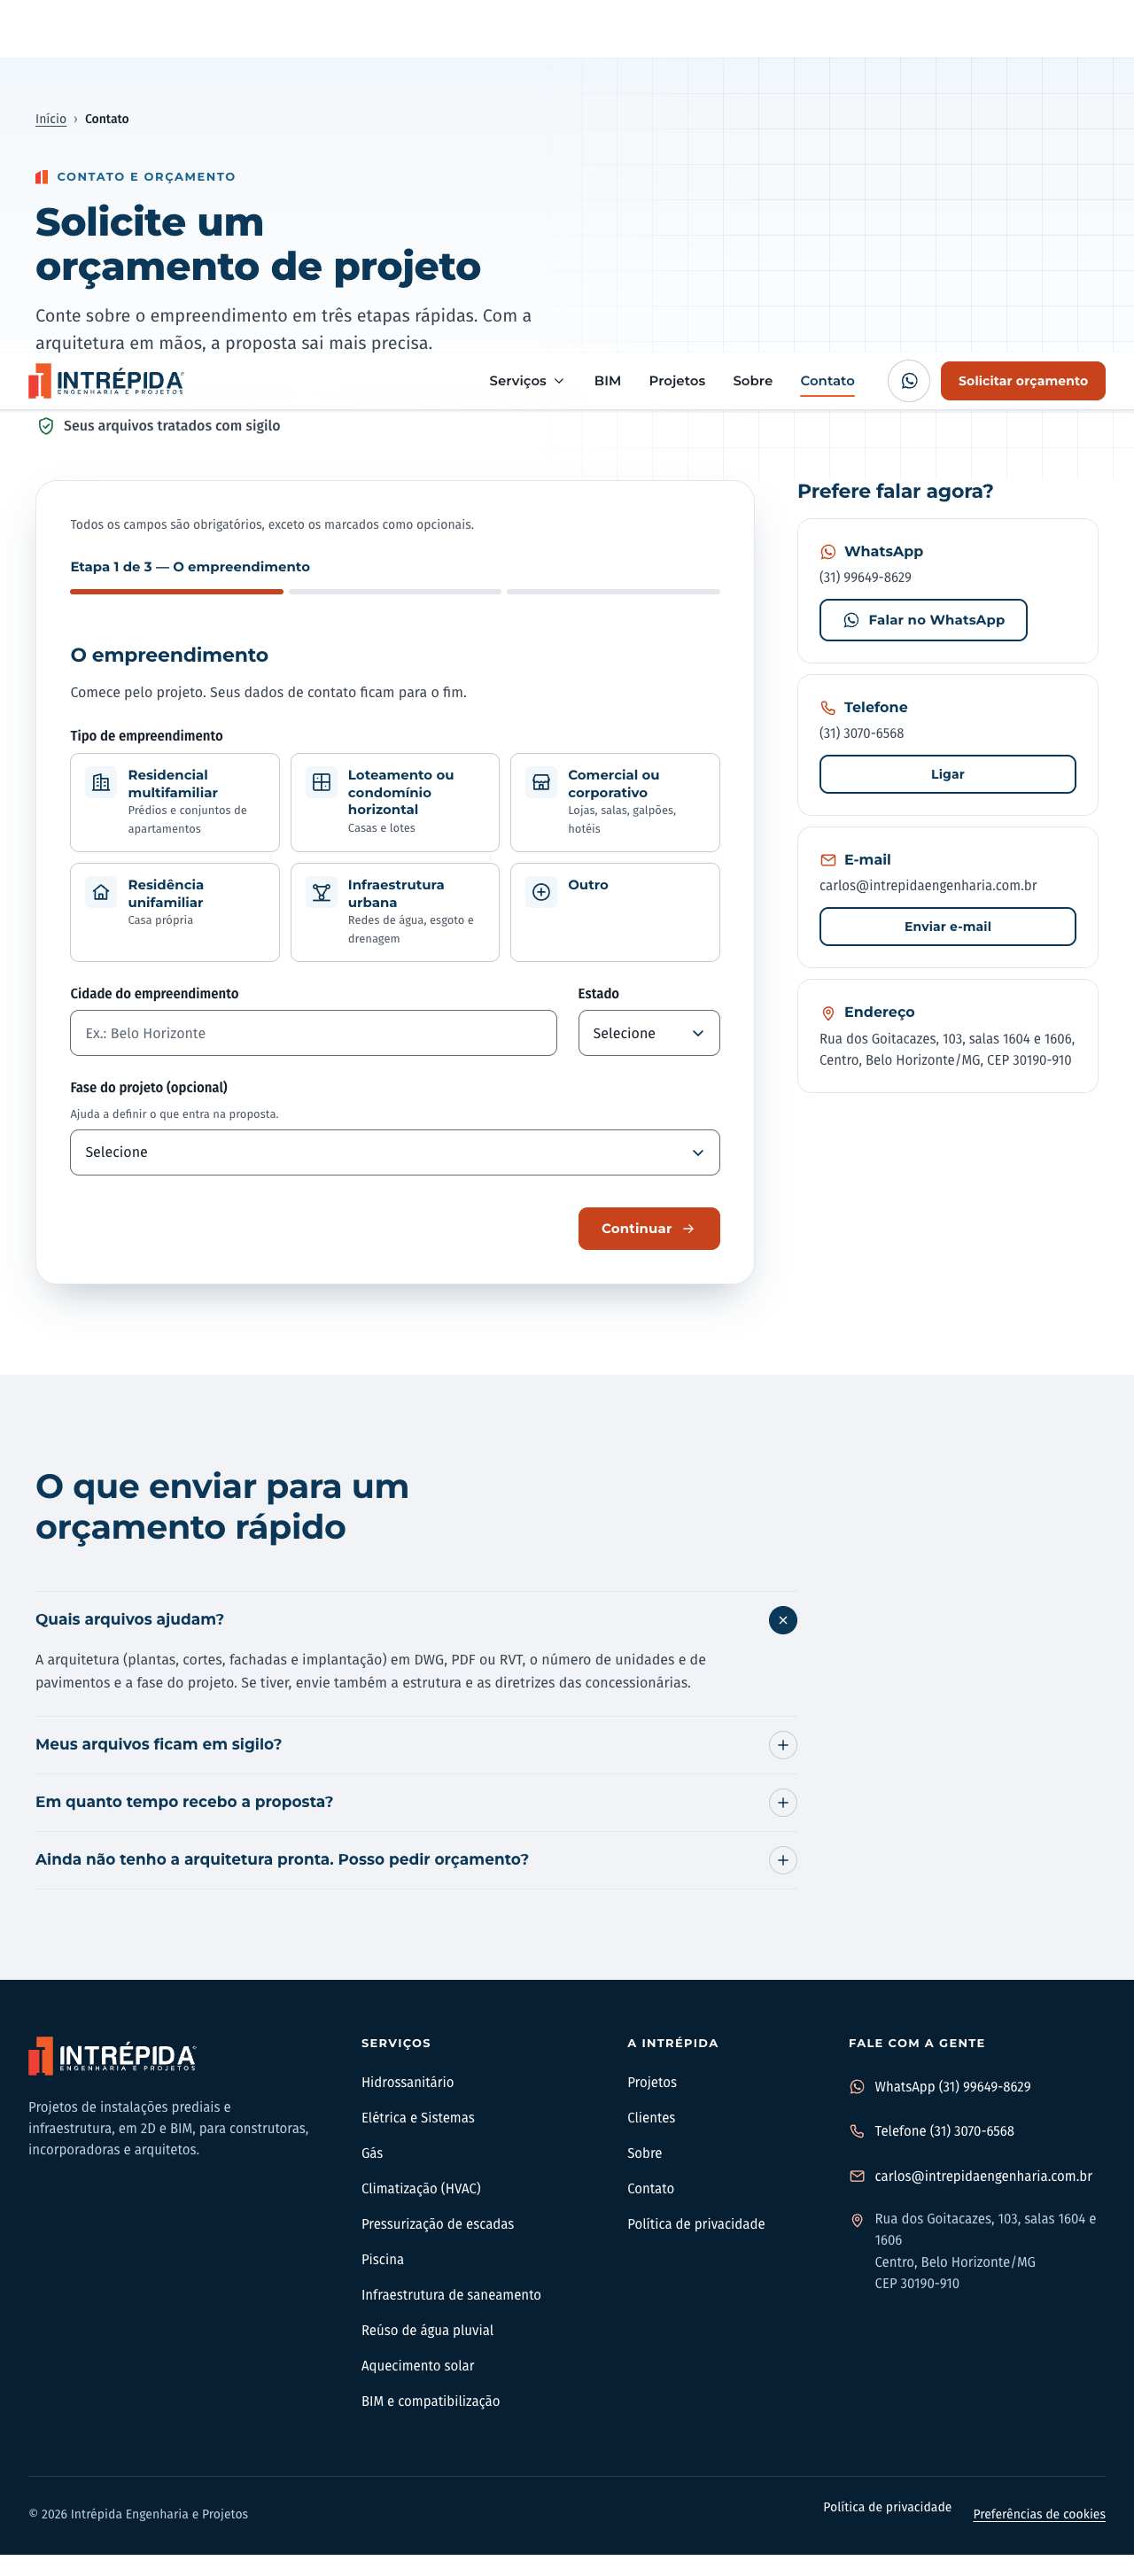 Início › Contato
CONTATO E ORÇAMENTO
Solicite um
orçamento de projeto
Conte sobre o empreendimento em três etapas rápidas. Com a
arquitetura em mãos, a proposta sai mais precisa.
INTRÉPIDA
ENGENHARIA E PROJETOS
Serviços
BIM
Projetos
Sobre
Contato
Solicitar orçamento
Seus arquivos tratados com sigilo
Todos os campos são obrigatórios, exceto os marcados como opcionais.
Etapa 1 de 3 — O empreendimento
O empreendimento
Comece pelo projeto. Seus dados de contato ficam para o fim.
Tipo de empreendimento
Residencial
multifamiliar
Prédios e conjuntos de
apartamentos
Loteamento ou
condomínio
horizontal
Casas e lotes
Comercial ou
corporativo
Lojas, salas, galpões,
hotéis
Residência
unifamiliar
Casa própria
Infraestrutura
urbana
Redes de água, esgoto e
drenagem
Outro
Cidade do empreendimento
Ex.: Belo Horizonte
Estado
Selecione
Fase do projeto (opcional)
Ajuda a definir o que entra na proposta.
Selecione
Continuar
Prefere falar agora?
WhatsApp
(31) 99649-8629
Falar no WhatsApp
Telefone
(31) 3070-6568
Ligar
E-mail
carlos@intrepidaengenharia.com.br
Enviar e-mail
Endereço
Rua dos Goitacazes, 103, salas 1604 e 1606,
Centro, Belo Horizonte/MG, CEP 30190-910
O que enviar para um
orçamento rápido
Quais arquivos ajudam?
A arquitetura (plantas, cortes, fachadas e implantação) em DWG, PDF ou RVT, o número de unidades e de
pavimentos e a fase do projeto. Se tiver, envie também a estrutura e as diretrizes das concessionárias.
Meus arquivos ficam em sigilo?
Em quanto tempo recebo a proposta?
Ainda não tenho a arquitetura pronta. Posso pedir orçamento?
INTRÉPIDA
ENGENHARIA E PROJETOS
Projetos de instalações prediais e
infraestrutura, em 2D e BIM, para construtoras,
incorporadoras e arquitetos.
SERVIÇOS
Hidrossanitário
Elétrica e Sistemas
Gás
Climatização (HVAC)
Pressurização de escadas
Piscina
Infraestrutura de saneamento
Reúso de água pluvial
Aquecimento solar
BIM e compatibilização
A INTRÉPIDA
Projetos
Clientes
Sobre
Contato
Política de privacidade
FALE COM A GENTE
WhatsApp (31) 99649-8629
Telefone (31) 3070-6568
carlos@intrepidaengenharia.com.br
Rua dos Goitacazes, 103, salas 1604 e
1606
Centro, Belo Horizonte/MG
CEP 30190-910
© 2026 Intrépida Engenharia e Projetos
Política de privacidade
Preferências de cookies